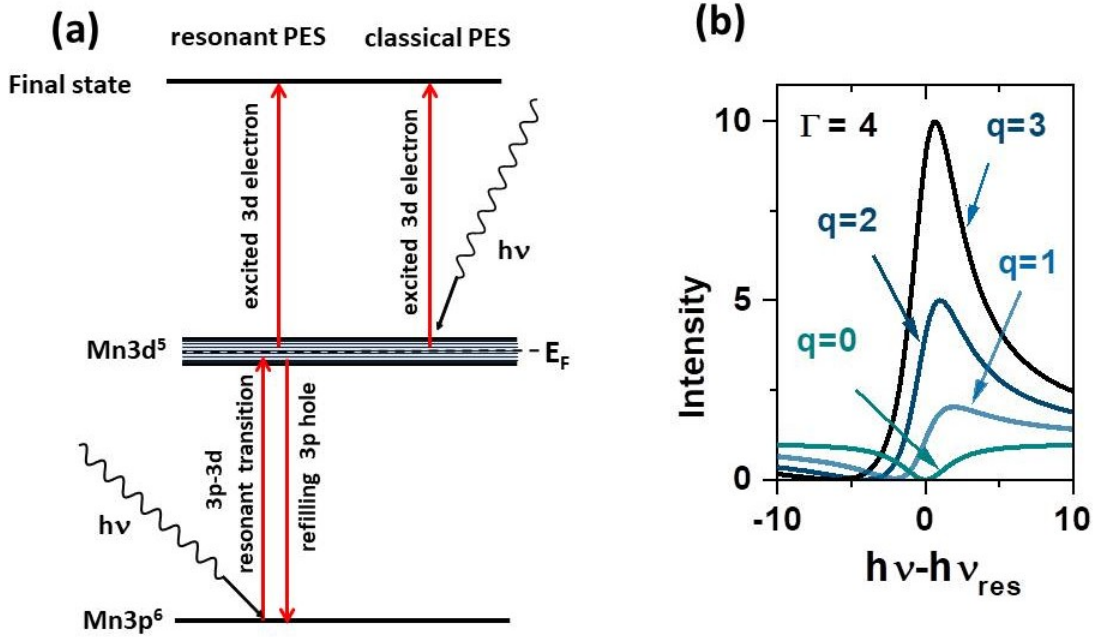 (a)
resonant PES
classical PES
Final state
excited 3d electron
excited 3d electron
hν
Mn3d⁵
E_F
3p-3d
resonant transition
refilling 3p hole
hν
Mn3p⁶
(b)
Γ = 4
q=3
q=2
q=1
q=0
Intensity
10
5
0
-10
0
10
hν-hν_res